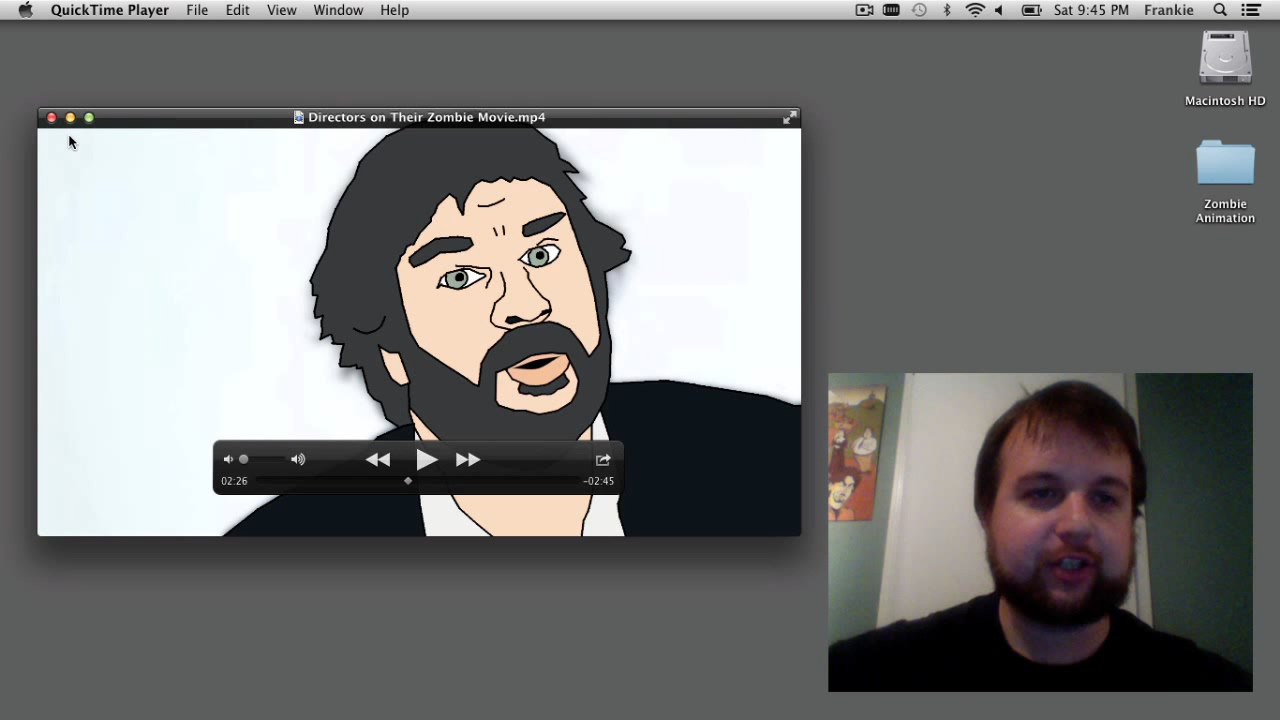 QuickTime Player File Edit View Window Help Sat 9:45 PM Frankie
Macintosh HD
Directors on Their Zombie Movie.mp4
Zombie
Animation
02:26 -02:45